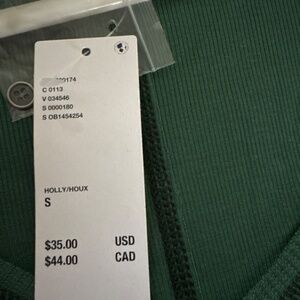 C 0113
V 034546
S 0000180
S OB1454254
HOLLY/HOUX
S
$35.00 USD
$44.00 CAD